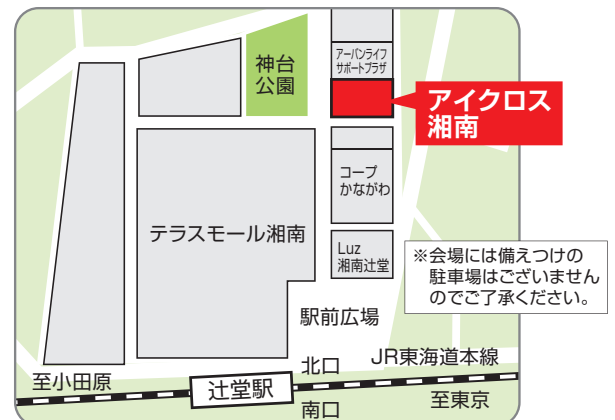 アーバンライフ
サポートプラザ
神台
公園
アイクロス
湘南
コープ
かながわ
テラスモール湘南
Luz
湘南辻堂
※会場には備えつけの
駐車場はございません
のでご了承ください。
駅前広場
北口
JR東海道本線
至小田原
辻堂駅
至東京
南口